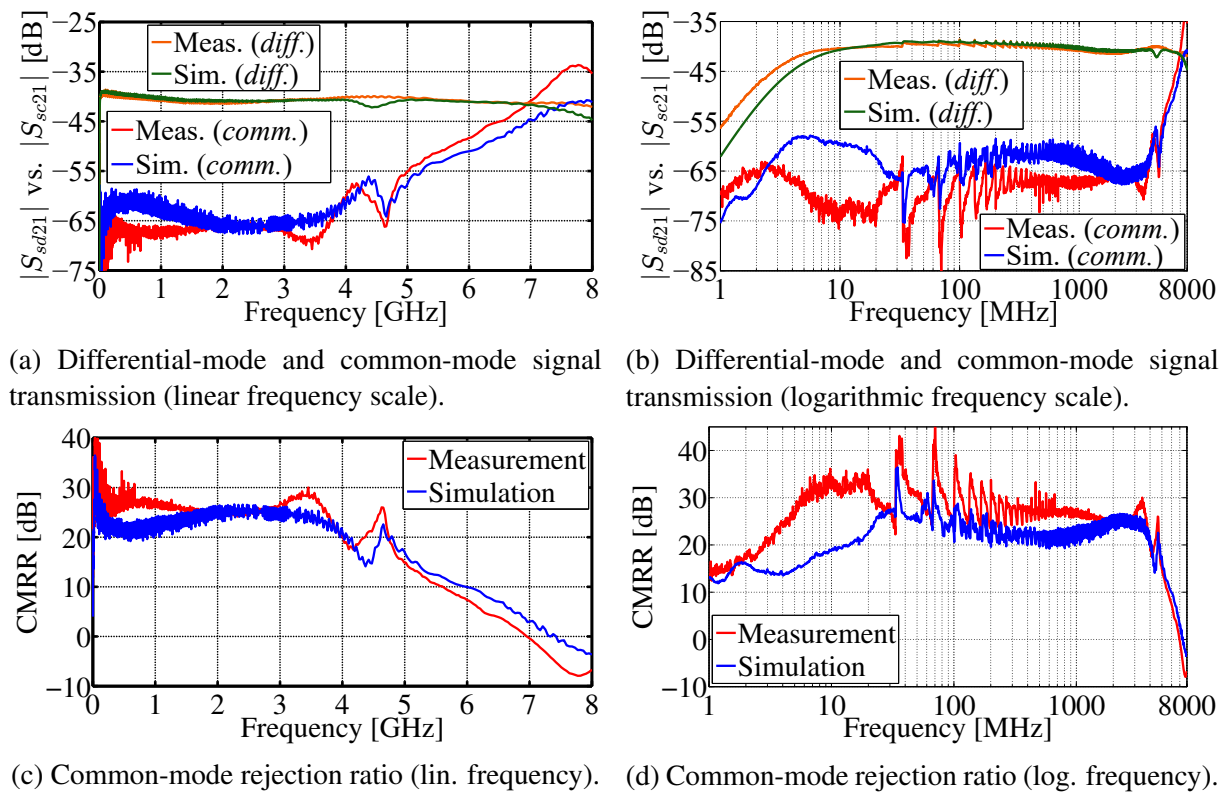 |S_sd21| vs. |S_sc21| [dB]
−25
−35
−45
−55
−65
−75
Meas. (diff.)
Sim. (diff.)
Meas. (comm.)
Sim. (comm.)
0 1 2 3 4 5 6 7 8
Frequency [GHz]
(a) Differential-mode and common-mode signal
transmission (linear frequency scale).
|S_sd21| vs. |S_sc21| [dB]
−35
−45
−55
−65
−75
−85
Meas. (diff.)
Sim. (diff.)
Meas. (comm.)
Sim. (comm.)
1 10 100 1000 8000
Frequency [MHz]
(b) Differential-mode and common-mode signal
transmission (logarithmic frequency scale).
CMRR [dB]
40
30
20
10
0
−10
Measurement
Simulation
0 1 2 3 4 5 6 7 8
Frequency [GHz]
(c) Common-mode rejection ratio (lin. frequency).
CMRR [dB]
40
30
20
10
0
−10
Measurement
Simulation
1 10 100 1000 8000
Frequency [MHz]
(d) Common-mode rejection ratio (log. frequency).